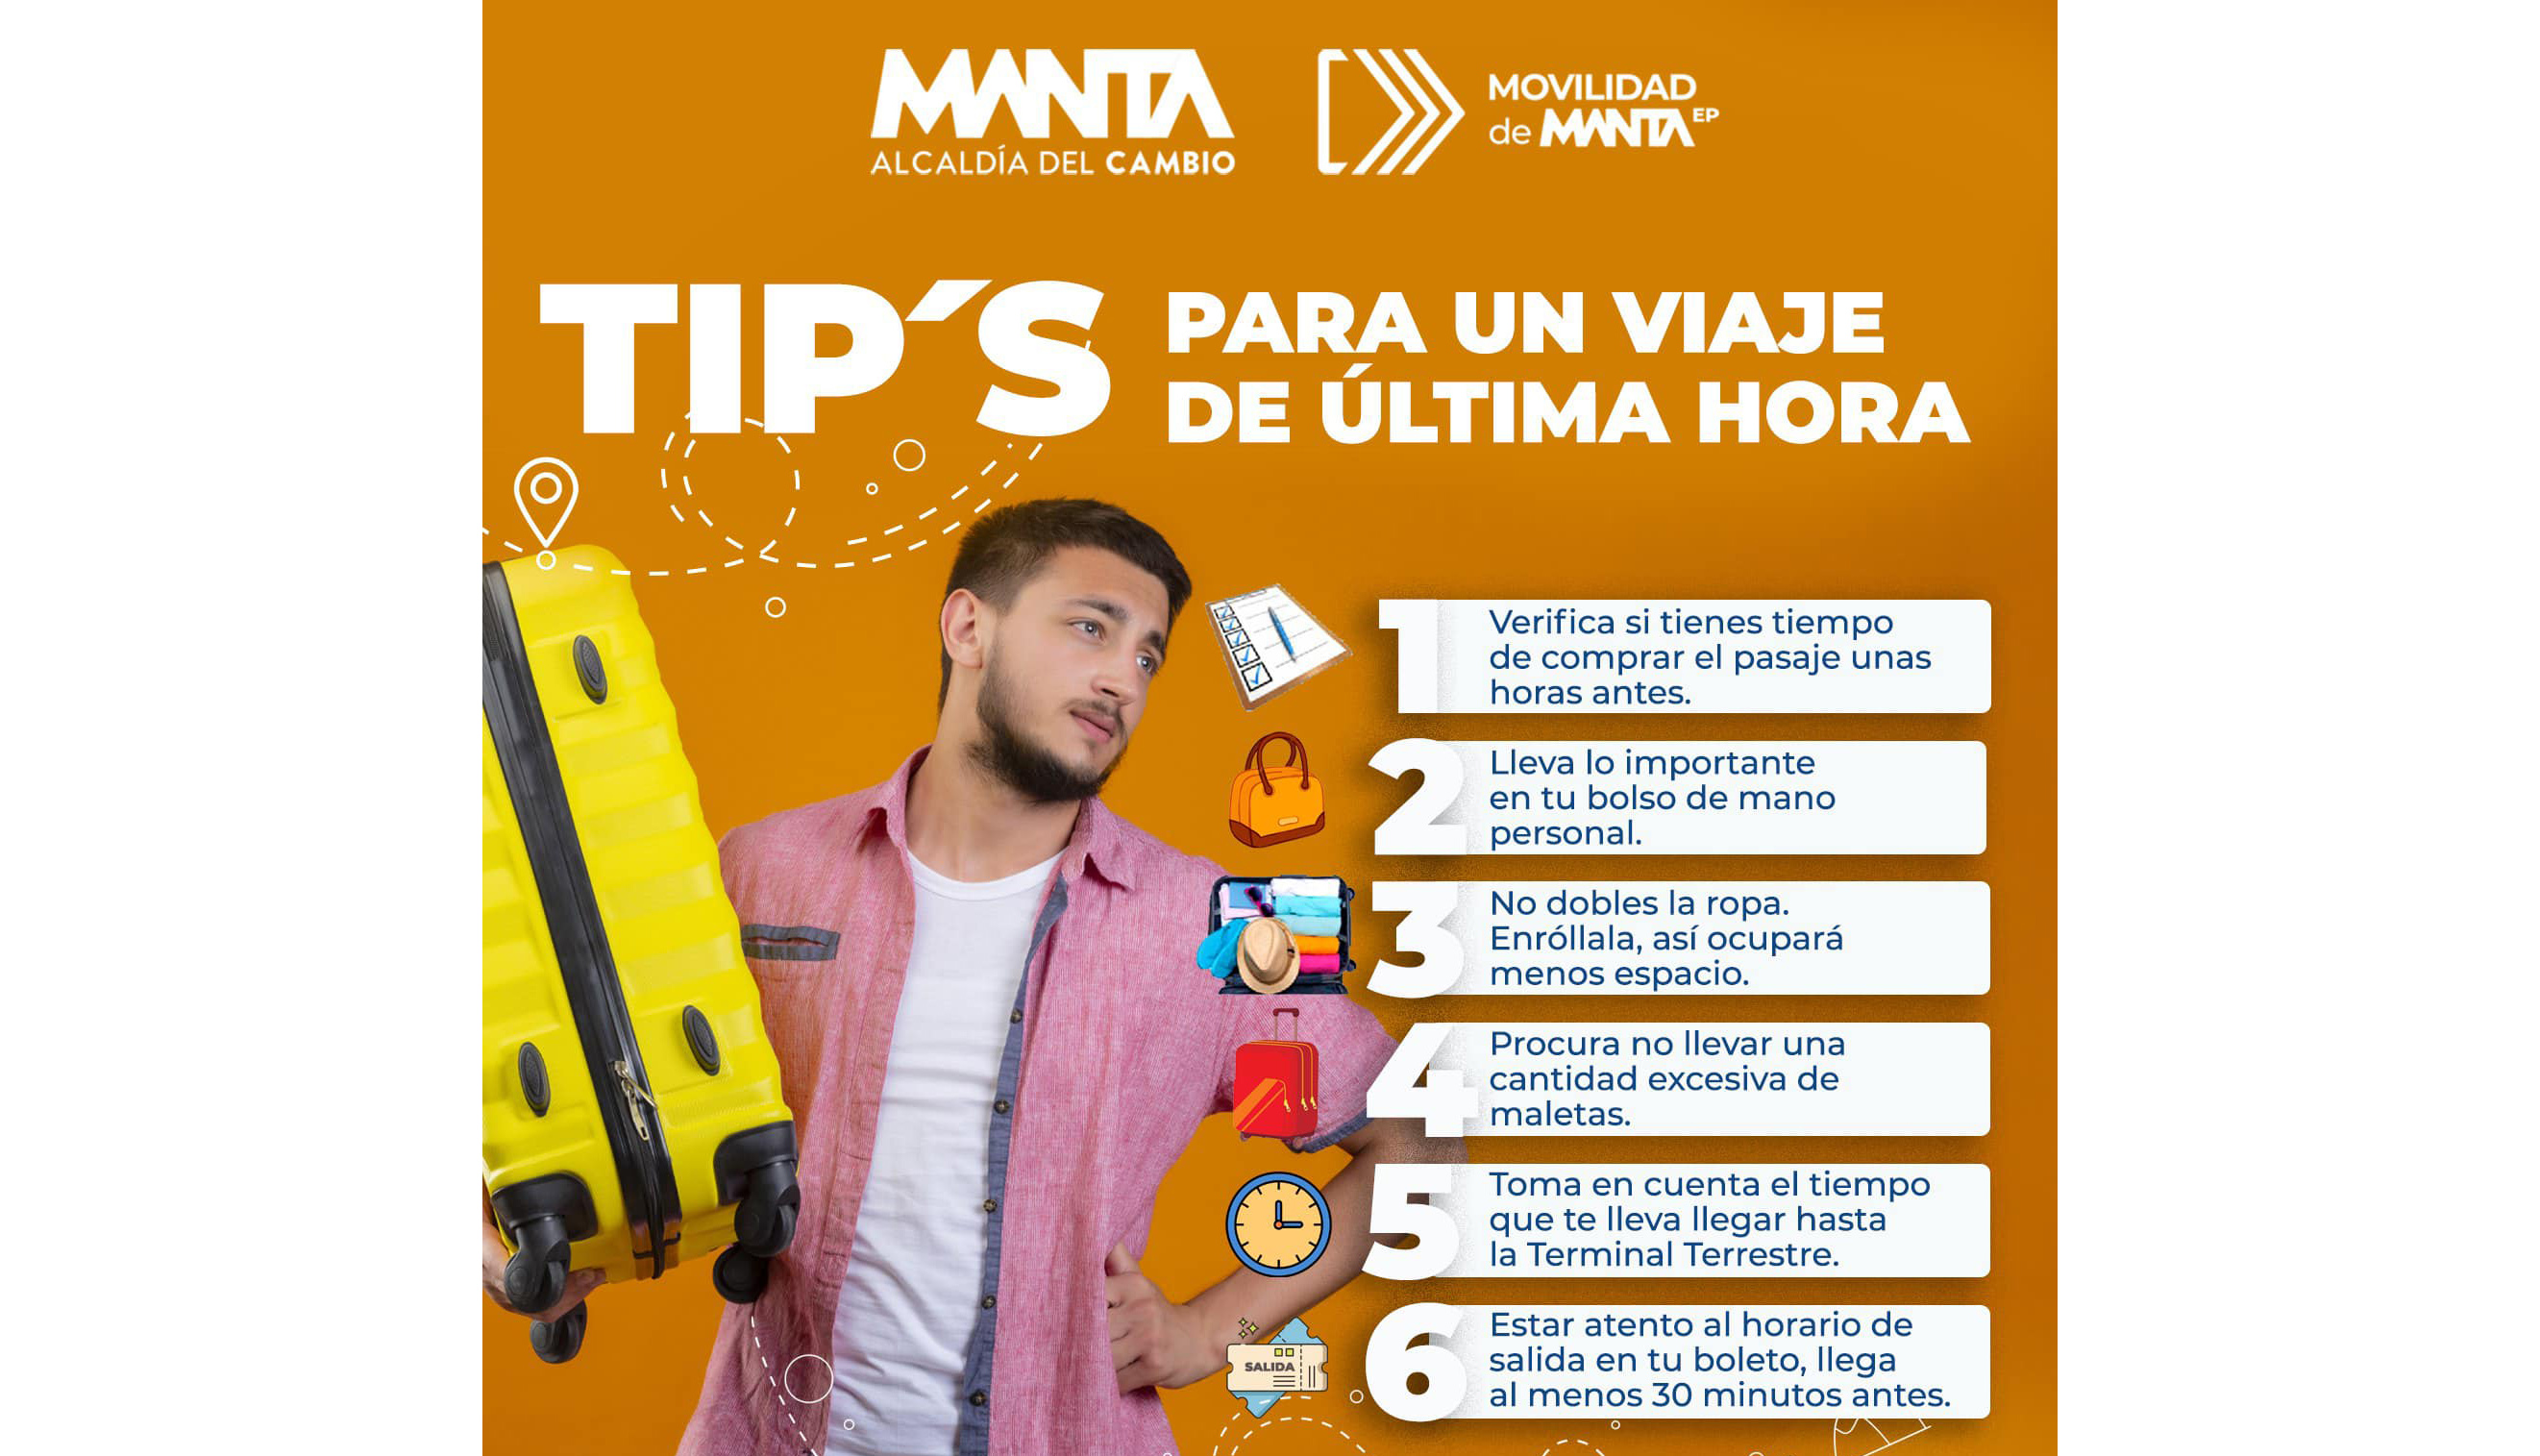 MANTA
ALCALDÍA DEL CAMBIO
MOVILIDAD
de MANTA EP
TIP´S
PARA UN VIAJE
DE ÚLTIMA HORA
1
Verifica si tienes tiempo
de comprar el pasaje unas
horas antes.
2
Lleva lo importante
en tu bolso de mano
personal.
3
No dobles la ropa.
Enróllala, así ocupará
menos espacio.
4
Procura no llevar una
cantidad excesiva de
maletas.
5
Toma en cuenta el tiempo
que te lleva llegar hasta
la Terminal Terrestre.
SALIDA
6
Estar atento al horario de
salida en tu boleto, llega
al menos 30 minutos antes.